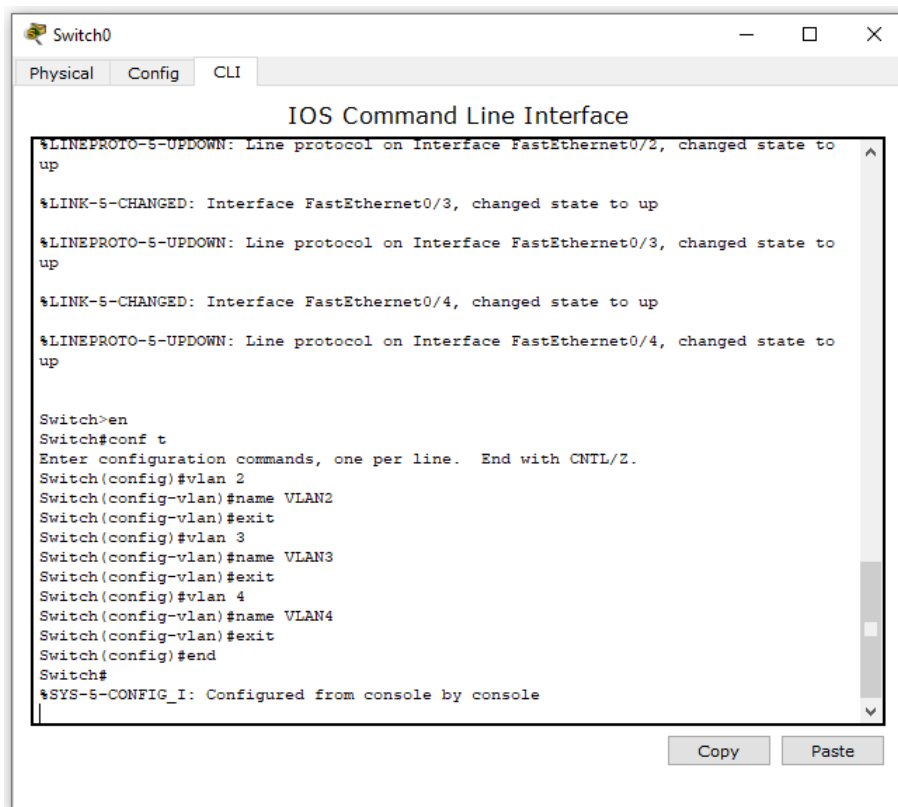 Switch0
Physical Config CLI
IOS Command Line Interface
%LINEPROTO-5-UPDOWN: Line protocol on Interface FastEthernet0/2, changed state to
up
%LINK-5-CHANGED: Interface FastEthernet0/3, changed state to up
%LINEPROTO-5-UPDOWN: Line protocol on Interface FastEthernet0/3, changed state to
up
%LINK-5-CHANGED: Interface FastEthernet0/4, changed state to up
%LINEPROTO-5-UPDOWN: Line protocol on Interface FastEthernet0/4, changed state to
up
Switch>en
Switch#conf t
Enter configuration commands, one per line.  End with CNTL/Z.
Switch(config)#vlan 2
Switch(config-vlan)#name VLAN2
Switch(config-vlan)#exit
Switch(config)#vlan 3
Switch(config-vlan)#name VLAN3
Switch(config-vlan)#exit
Switch(config)#vlan 4
Switch(config-vlan)#name VLAN4
Switch(config-vlan)#exit
Switch(config)#end
Switch#
%SYS-5-CONFIG_I: Configured from console by console
Copy Paste